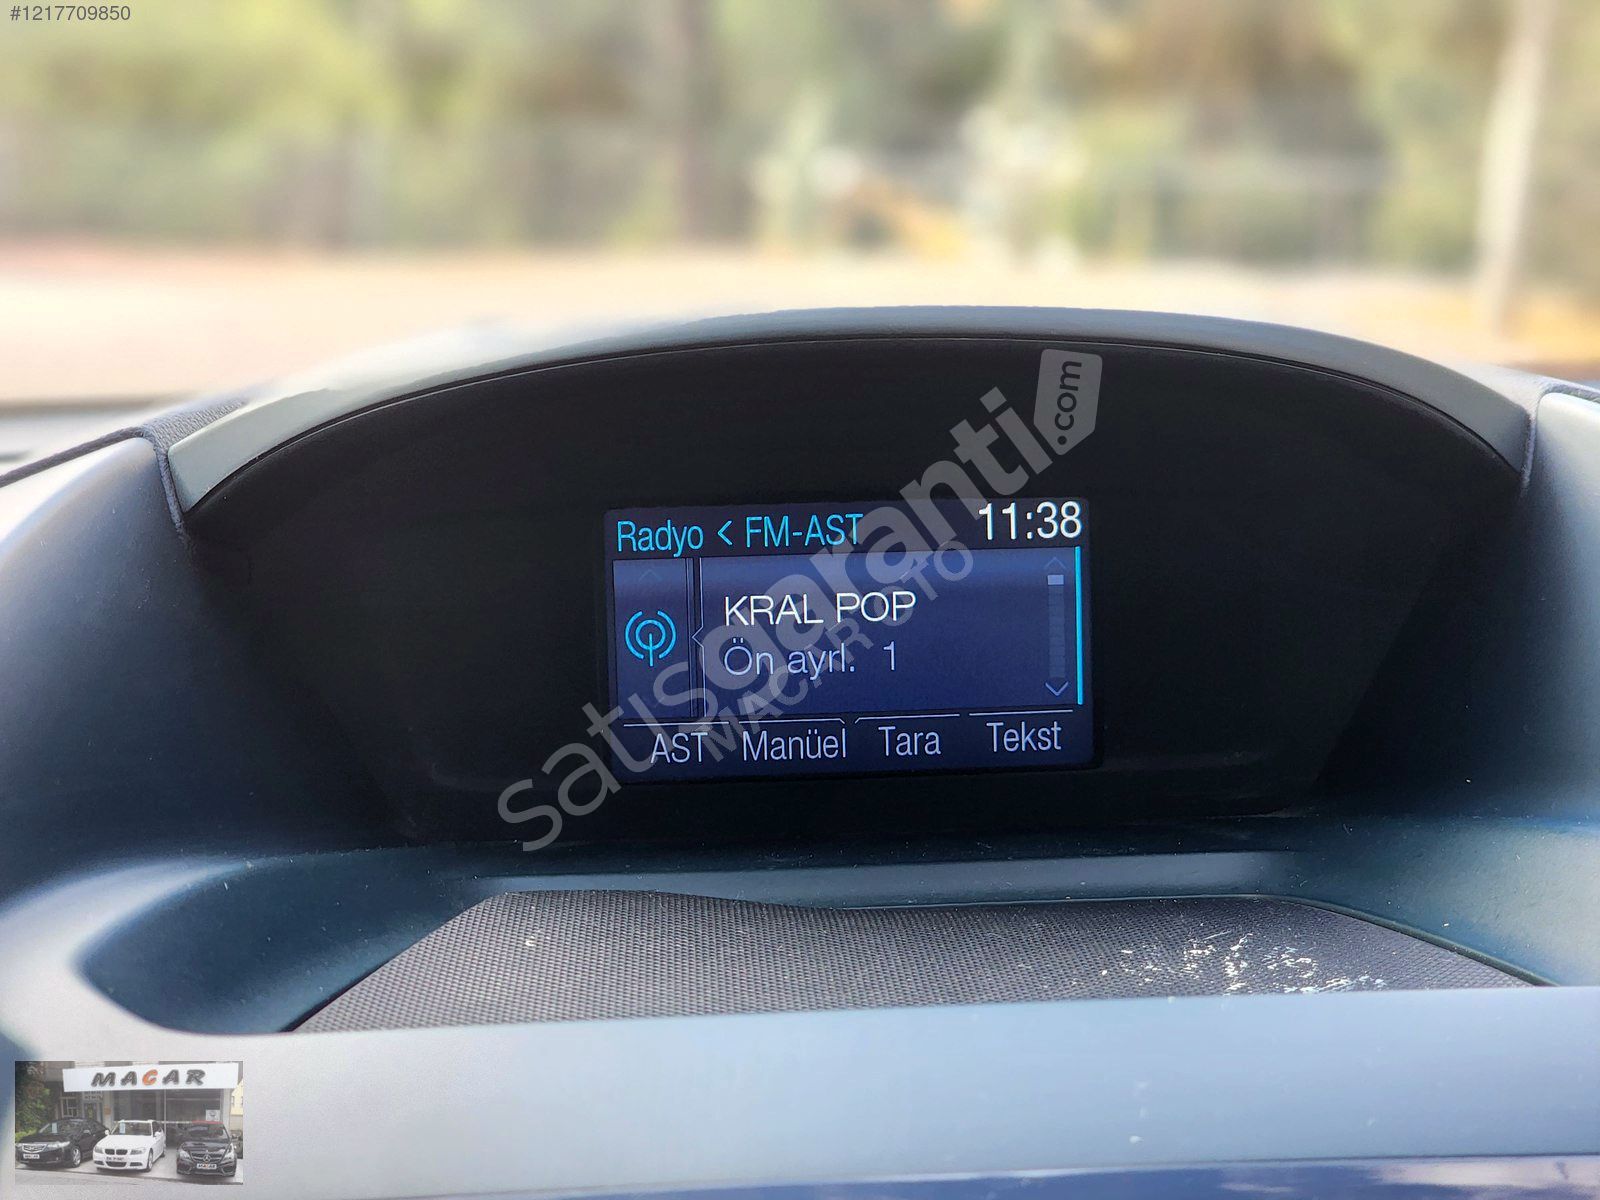 #1217709850
Radyo < FM-AST 11:38
KRAL POP
Ön ayrl. 1
AST Manüel Tara Tekst
satısgaranti.com
MACAR OTO
MACAR